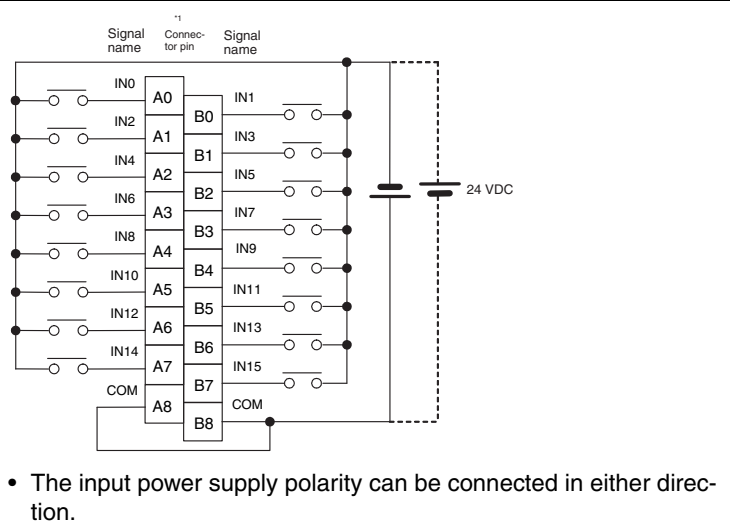 *1
Signal Connec- Signal
name tor pin name
IN0 A0 IN1
B0
IN2 A1 IN3
B1
IN4 A2 IN5
B2
IN6 A3 IN7
B3
IN8 A4 IN9
B4
IN10 A5 IN11
B5
IN12 A6 IN13
B6
IN14 A7 IN15
B7
COM A8 COM
B8
24 VDC
• The input power supply polarity can be connected in either direc-
tion.